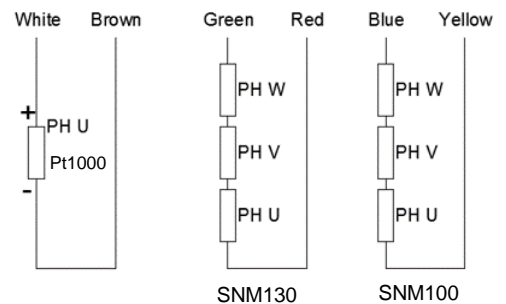 White Brown Green Red Blue Yellow
+
PH U
Pt1000
-
PH W
PH V
PH U
SNM130
PH W
PH V
PH U
SNM100